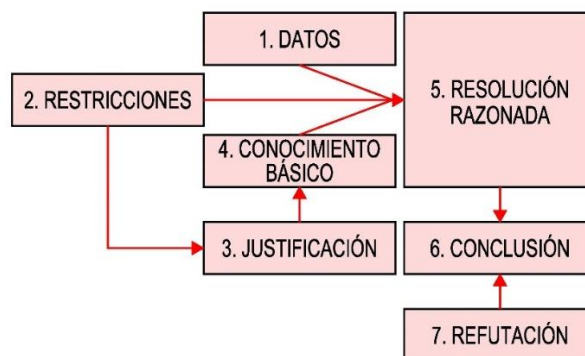 1. DATOS
2. RESTRICCIONES
5. RESOLUCIÓN
RAZONADA
4. CONOCIMIENTO
BÁSICO
3. JUSTIFICACIÓN
6. CONCLUSIÓN
7. REFUTACIÓN